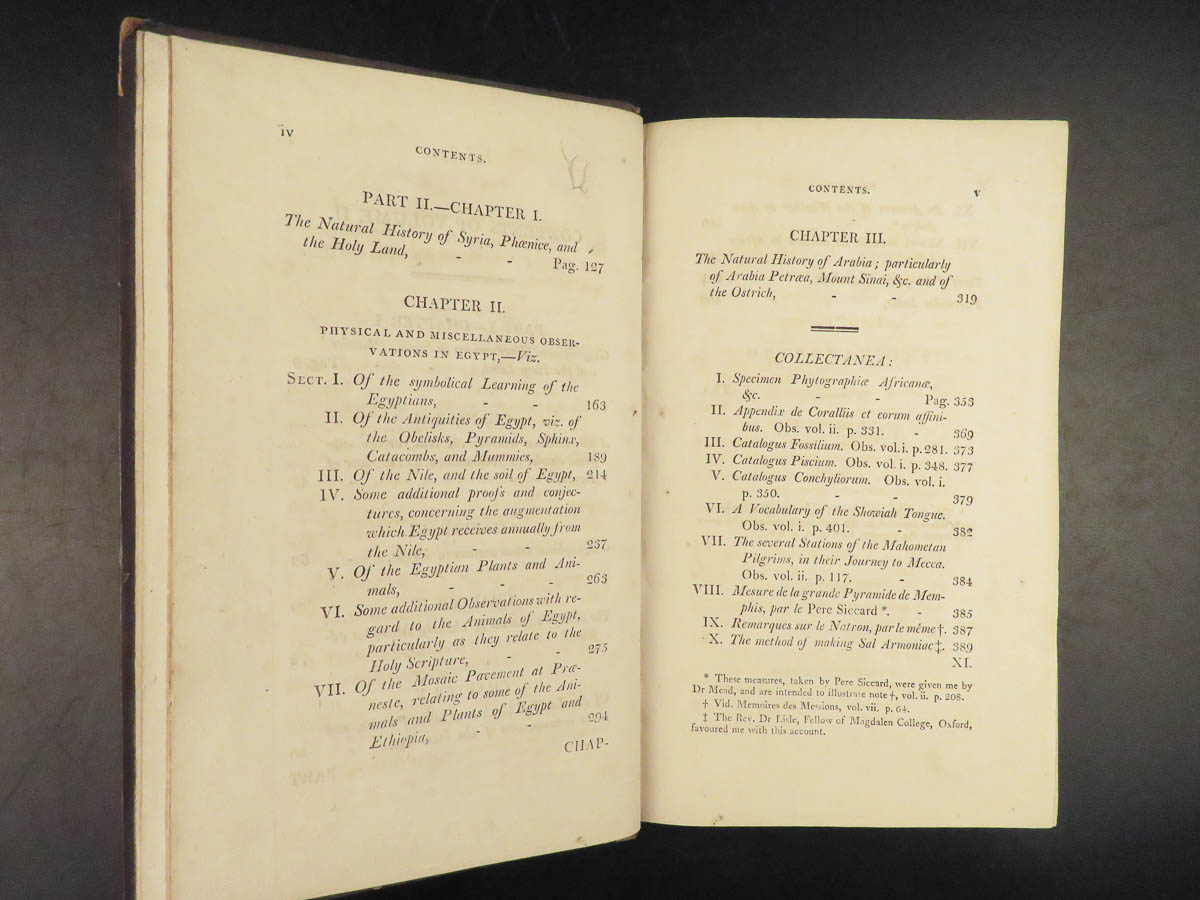 iv
CONTENTS.
PART II.—CHAPTER I.
The Natural History of Syria, Phœnice, and
the Holy Land, - - Pag. 127
CHAPTER II.
PHYSICAL AND MISCELLANEOUS OBSER-
VATIONS IN EGYPT,—Viz.
SECT. I. Of the symbolical Learning of the
Egyptians, - - 163
II. Of the Antiquities of Egypt, viz. of
the Obelisks, Pyramids, Sphinx,
Catacombs, and Mummies, 189
III. Of the Nile, and the soil of Egypt, 214
IV. Some additional proofs and conjec-
tures, concerning the augmentation
which Egypt receives annually from
the Nile, - - 237
V. Of the Egyptian Plants and Ani-
mals, - - - 263
VI. Some additional Observations with re-
gard to the Animals of Egypt,
particularly as they relate to the
Holy Scripture, - - 275
VII. Of the Mosaic Pavement at Præ-
neste, relating to some of the Ani-
mals and Plants of Egypt and
Ethiopia, - - 294
CHAP-
CONTENTS. v
CHAPTER III.
The Natural History of Arabia; particularly
of Arabia Petræa, Mount Sinai, &c. and of
the Ostrich, - - 319
COLLECTANEA:
I. Specimen Phytographiæ Africanæ,
&c. - - Pag. 353
II. Appendix de Coralliis et eorum affini-
bus. Obs. vol. ii. p. 331. - 369
III. Catalogus Fossilium. Obs. vol. i. p. 281. 373
IV. Catalogus Piscium. Obs. vol. i. p. 348. 377
V. Catalogus Conchyliorum. Obs. vol. i.
p. 350. - - 379
VI. A Vocabulary of the Showiah Tongue.
Obs. vol. i. p. 401. - 382
VII. The several Stations of the Mahometan
Pilgrims, in their Journey to Mecca.
Obs. vol. ii. p. 117. - 384
VIII. Mesure de la grande Pyramide de Mem-
phis, par le Pere Siccard *. - 385
IX. Remarques sur le Natron, par le même †. 387
X. The method of making Sal Armoniac ‡. 389
XI.
* These measures, taken by Pere Siccard, were given me by
Dr Mead, and are intended to illustrate note †, vol. ii. p. 208.
† Vid. Memoires des Messions, vol. vii. p. 64.
‡ The Rev. Dr Lisle, Fellow of Magdalen College, Oxford,
favoured me with this account.